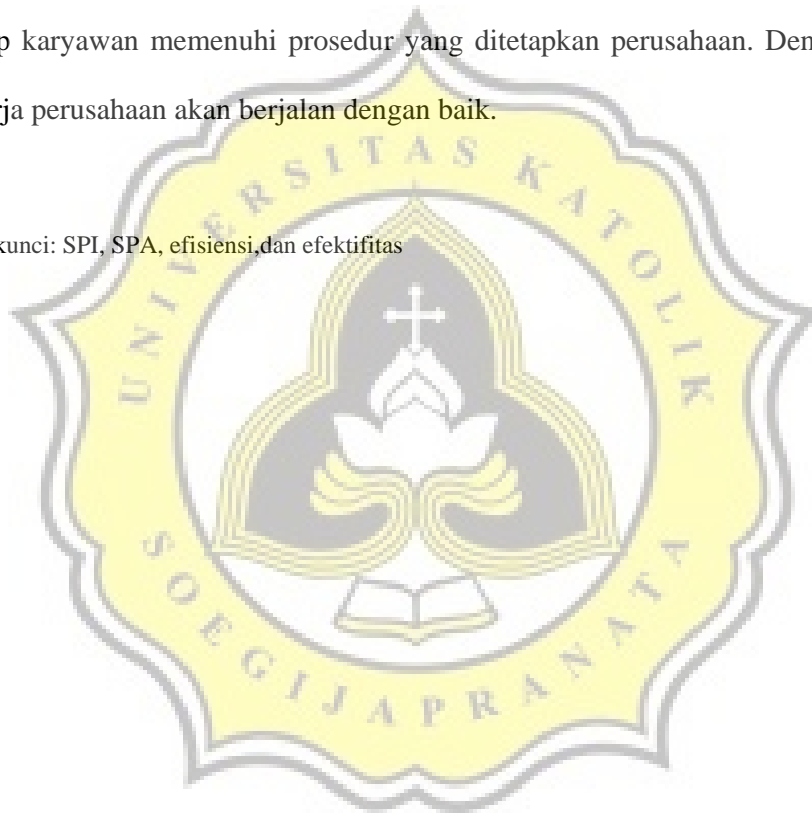 p karyawan memenuhi prosedur yang ditetapkan perusahaan. Den
rja perusahaan akan berjalan dengan baik.
kunci: SPI, SPA, efisiensi,dan efektifitas
UNIVERSITAS KATOLIK
SOEGIJAPRANATA